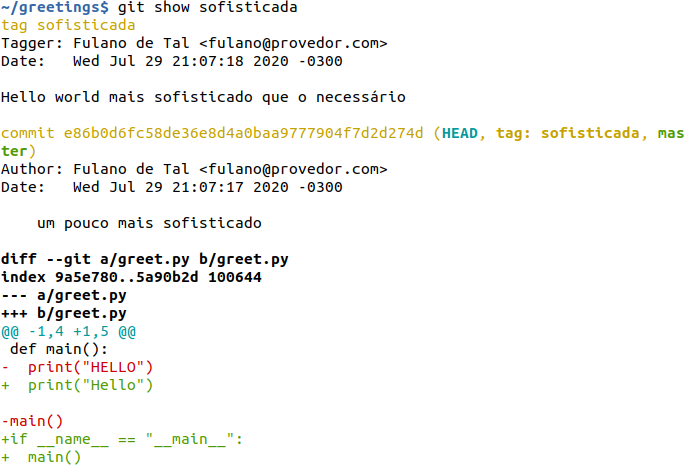 ~/greetings$ git show sofisticada
tag sofisticada
Tagger: Fulano de Tal <fulano@provedor.com>
Date:   Wed Jul 29 21:07:18 2020 -0300

Hello world mais sofisticado que o necessário

commit e86b0d6fc58de36e8d4a0baa9777904f7d2d274d (HEAD, tag: sofisticada, mas
ter)
Author: Fulano de Tal <fulano@provedor.com>
Date:   Wed Jul 29 21:07:17 2020 -0300

    um pouco mais sofisticado

diff --git a/greet.py b/greet.py
index 9a5e780..5a90b2d 100644
--- a/greet.py
+++ b/greet.py
@@ -1,4 +1,5 @@
 def main():
-  print("HELLO")
+  print("Hello")

-main()
+if __name__ == "__main__":
+  main()